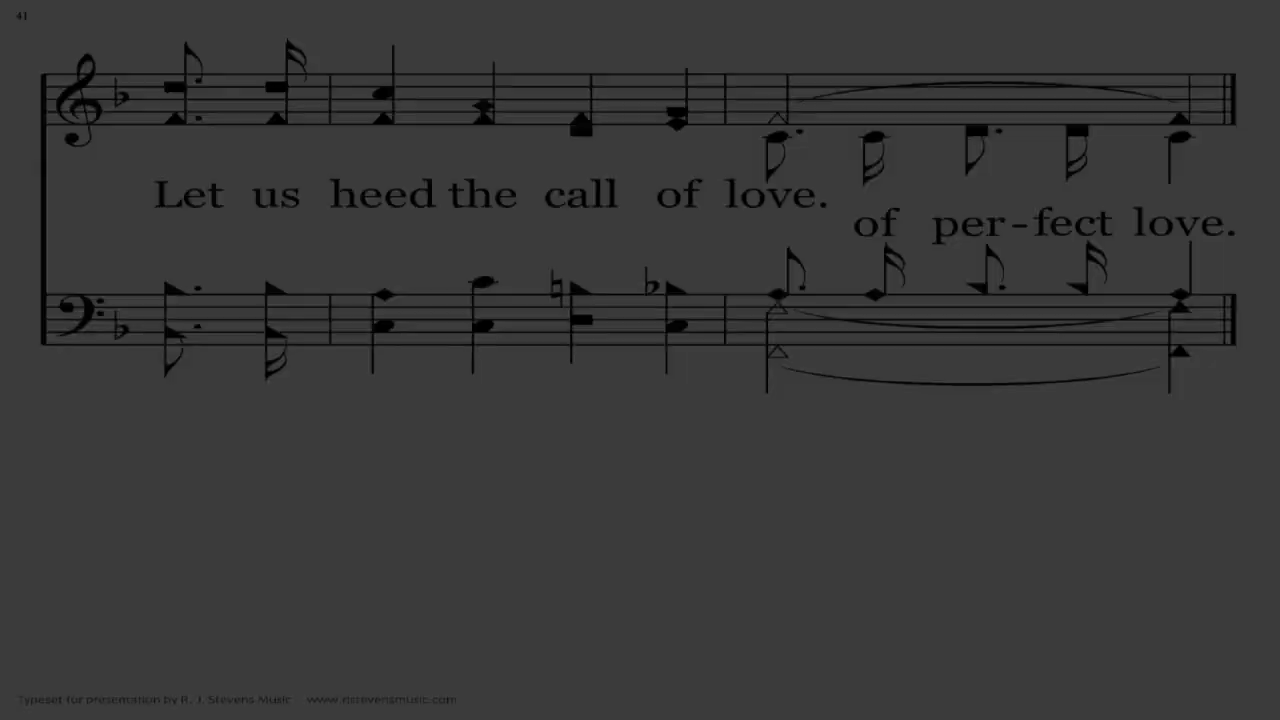 41
Let us heed the call of love.
of per-fect love.
Typeset for presentation by R. J. Stevens Music - www.rjstevensmusic.com